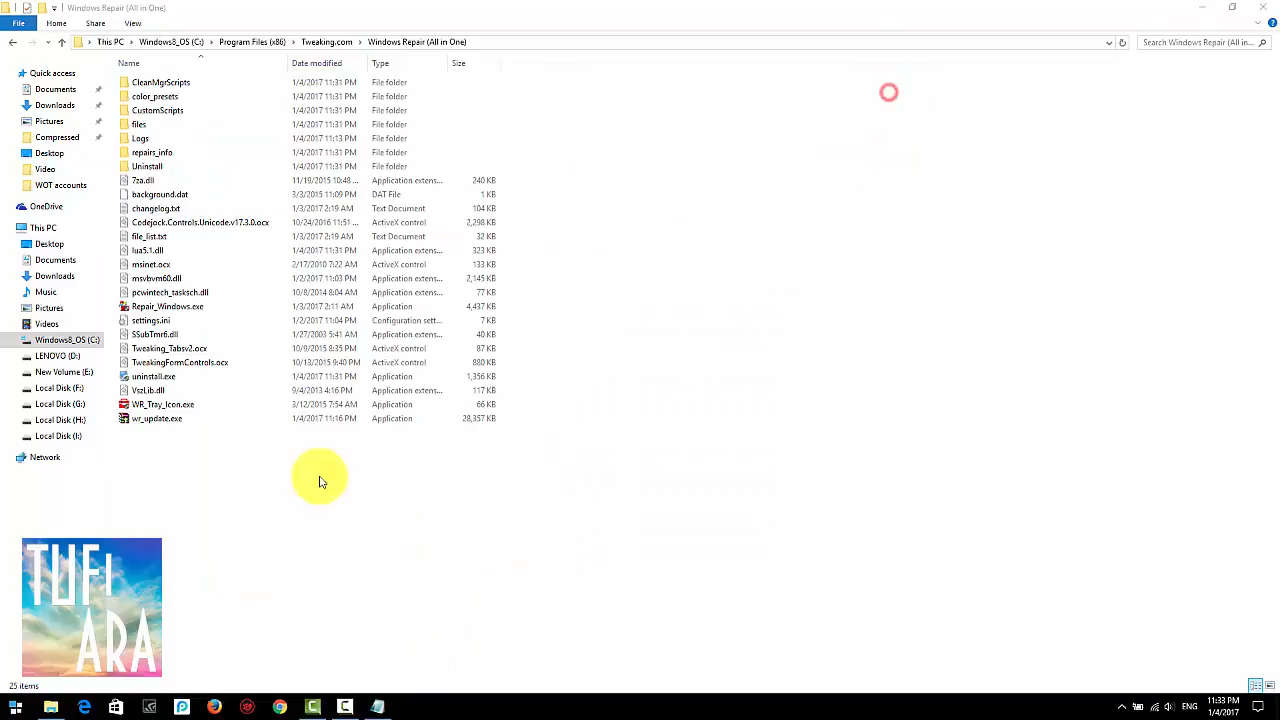 Windows Repair (All in One)
File Home Share View
This PC Windows8_OS (C:) Program Files (x86) Tweaking.com Windows Repair (All in One) Search Windows Repair (All in...
Name Date modified Type Size
Quick access
Documents
Downloads
Pictures
Compressed
Desktop
Video
WOT accounts
OneDrive
This PC
Desktop
Documents
Downloads
Music
Pictures
Videos
Windows8_OS (C:)
LENOVO (D:)
New Volume (E:)
Local Disk (F:)
Local Disk (G:)
Local Disk (H:)
Local Disk (I:)
Network
CleanMgrScripts 1/4/2017 11:31 PM File folder
color_presets 1/4/2017 11:31 PM File folder
CustomScripts 1/4/2017 11:31 PM File folder
files 1/4/2017 11:31 PM File folder
Logs 1/4/2017 11:13 PM File folder
repairs_info 1/4/2017 11:31 PM File folder
Uninstall 1/4/2017 11:31 PM File folder
7za.dll 11/19/2015 10:48 ... Application extens... 240 KB
background.dat 3/3/2015 11:09 PM DAT File 1 KB
changelog.txt 1/3/2017 2:19 AM Text Document 104 KB
Codejock.Controls.Unicode.v17.3.0.ocx 10/24/2016 11:51 ... ActiveX control 2,298 KB
file_list.txt 1/3/2017 2:19 AM Text Document 32 KB
lua5.1.dll 1/4/2017 11:31 PM Application extens... 323 KB
msinet.ocx 2/17/2010 7:22 AM ActiveX control 133 KB
msvbvm60.dll 1/2/2017 11:03 PM Application extens... 2,145 KB
pcwintech_tasksch.dll 10/8/2014 8:04 AM Application extens... 77 KB
Repair_Windows.exe 1/3/2017 2:11 AM Application 4,437 KB
settings.ini 1/2/2017 11:04 PM Configuration sett... 7 KB
SSubTmr6.dll 1/27/2003 5:41 AM Application extens... 40 KB
Tweaking_Tabsv2.ocx 10/9/2015 8:35 PM ActiveX control 87 KB
TweakingFormControls.ocx 10/13/2015 9:40 PM ActiveX control 880 KB
uninstall.exe 1/4/2017 11:31 PM Application 1,356 KB
VszLib.dll 9/4/2013 4:16 PM Application extens... 117 KB
WR_Tray_Icon.exe 3/12/2015 7:54 AM Application 66 KB
wr_update.exe 1/4/2017 11:16 PM Application 28,357 KB
TUFi
ARA
25 items
ENG 11:33 PM
1/4/2017